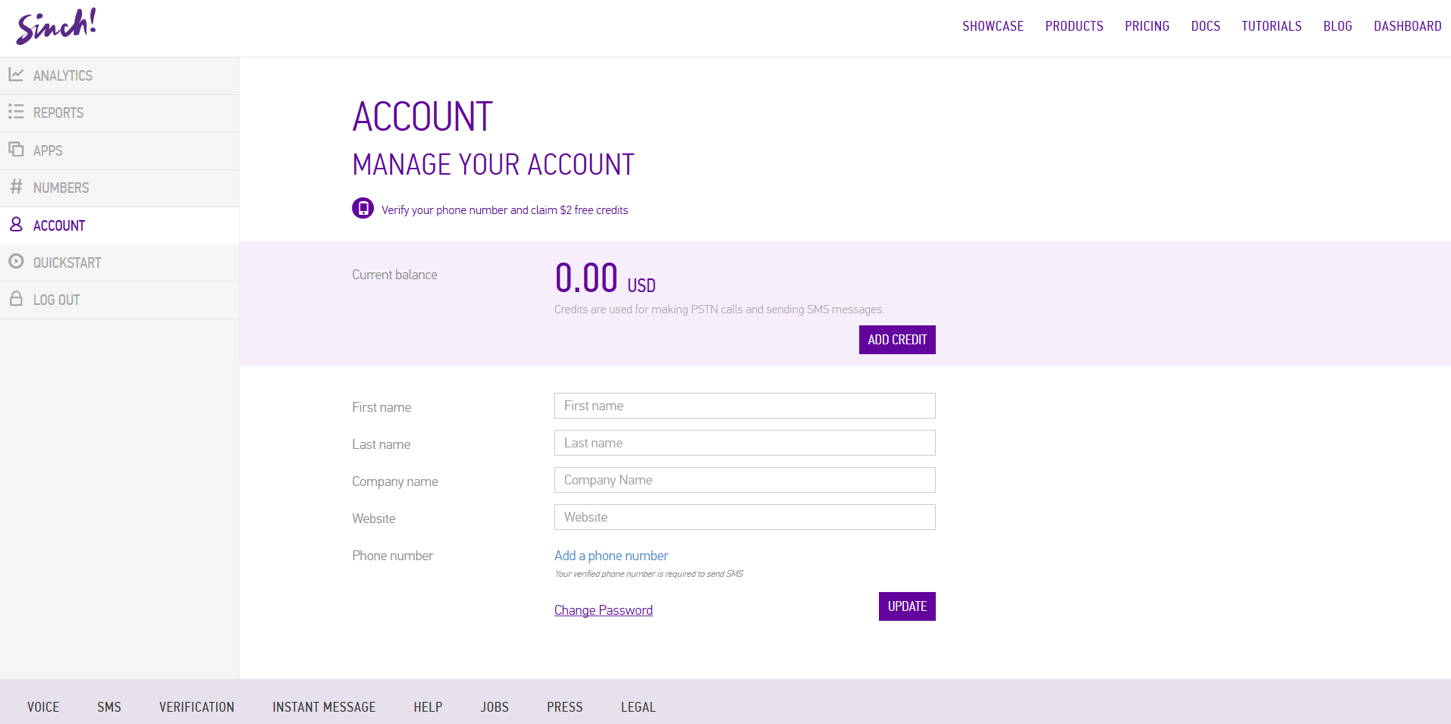 Sinch!
SHOWCASE PRODUCTS PRICING DOCS TUTORIALS BLOG DASHBOARD
ANALYTICS
REPORTS
APPS
NUMBERS
ACCOUNT
QUICKSTART
LOG OUT
ACCOUNT
MANAGE YOUR ACCOUNT
Verify your phone number and claim $2 free credits
Current balance
0.00 USD
Credits are used for making PSTN calls and sending SMS messages.
ADD CREDIT
First name First name
Last name Last name
Company name Company Name
Website Website
Phone number Add a phone number
Your verified phone number is required to send SMS
Change Password UPDATE
VOICE SMS VERIFICATION INSTANT MESSAGE HELP JOBS PRESS LEGAL